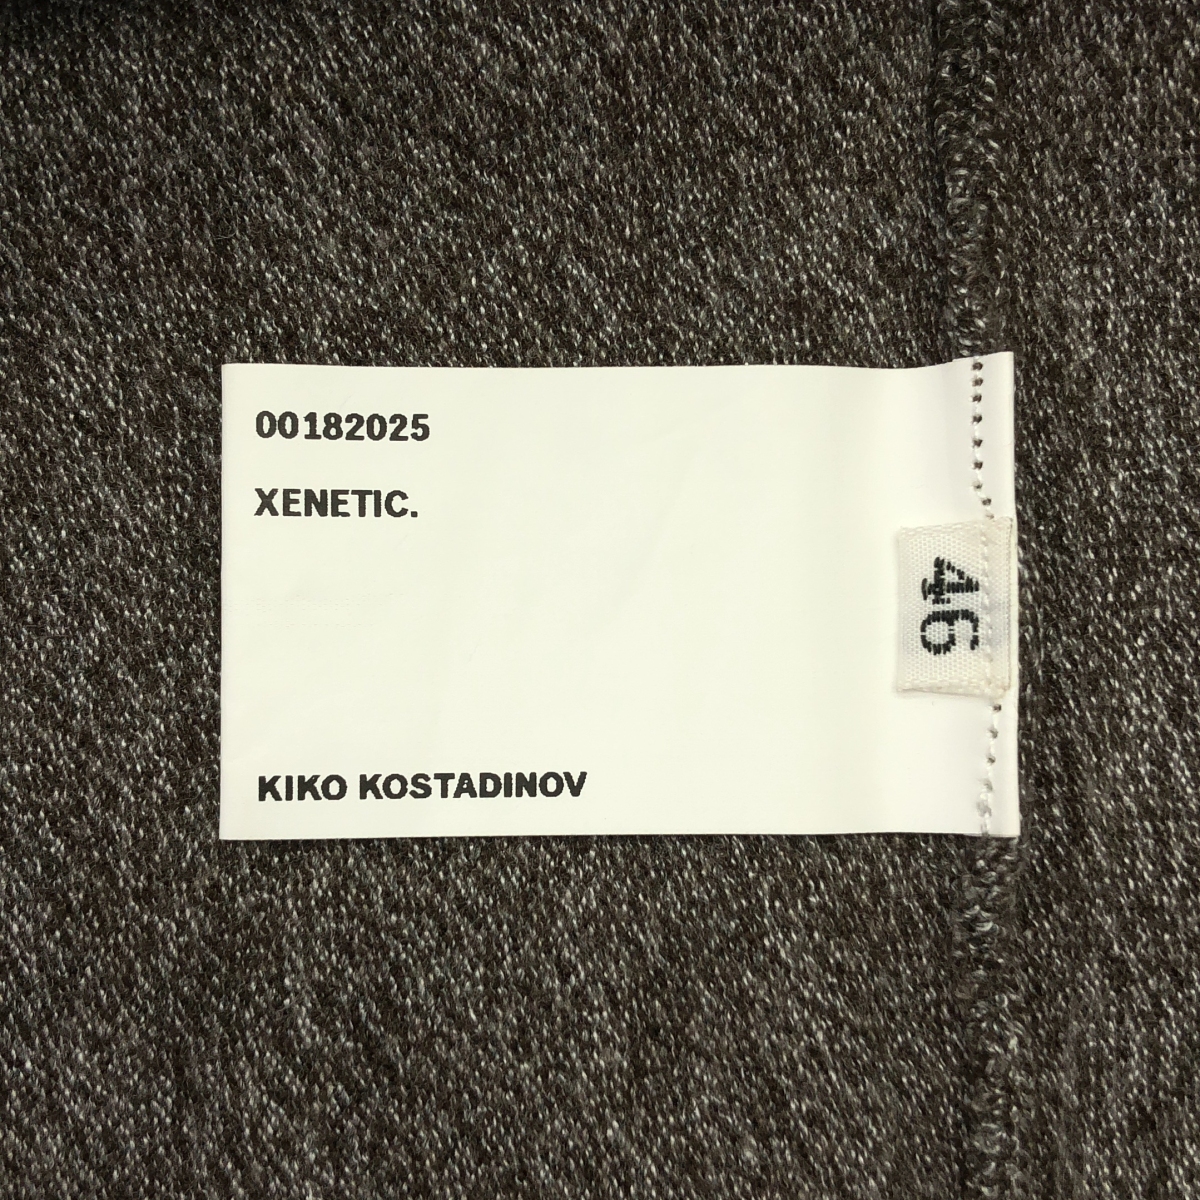 00182025
XENETIC.
46
KIKO KOSTADINOV